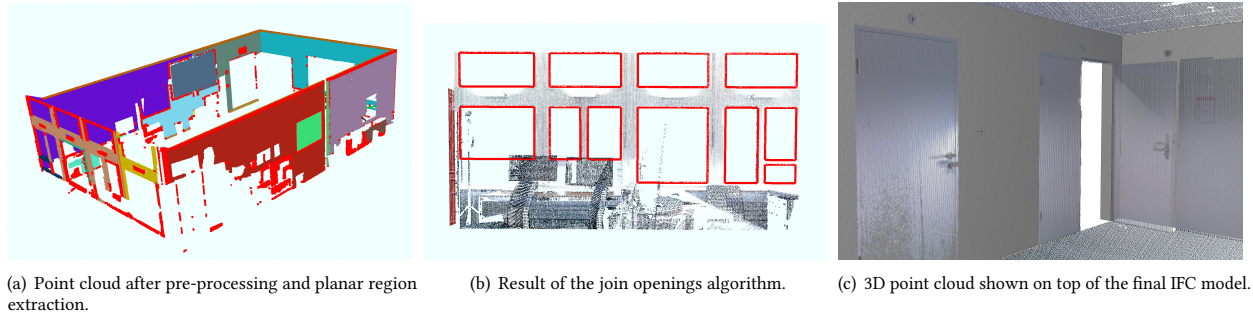 (a) Point cloud after pre-processing and planar region
extraction.
(b) Result of the join openings algorithm.
(c) 3D point cloud shown on top of the final IFC model.